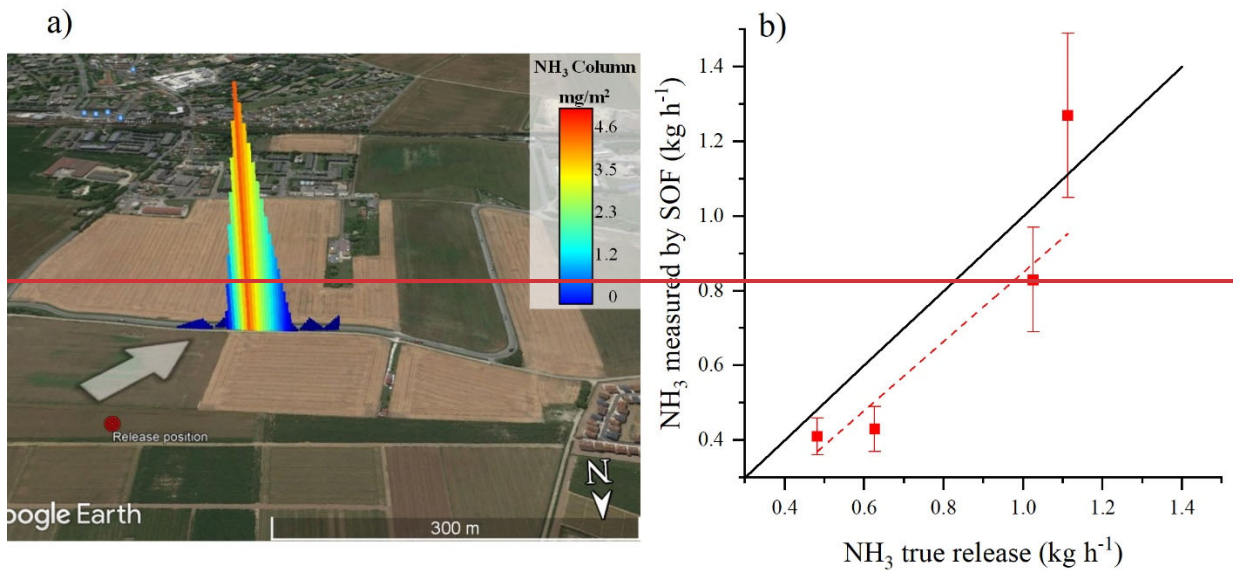 a)
NH₃ Column
mg/m²
4.6
3.5
2.3
1.2
0
Release position
N
oogle Earth
300 m
b)
NH₃ measured by SOF (kg h⁻¹)
1.4
1.2
1.0
0.8
0.6
0.4
0.4
0.6
0.8
1.0
1.2
1.4
NH₃ true release (kg h⁻¹)